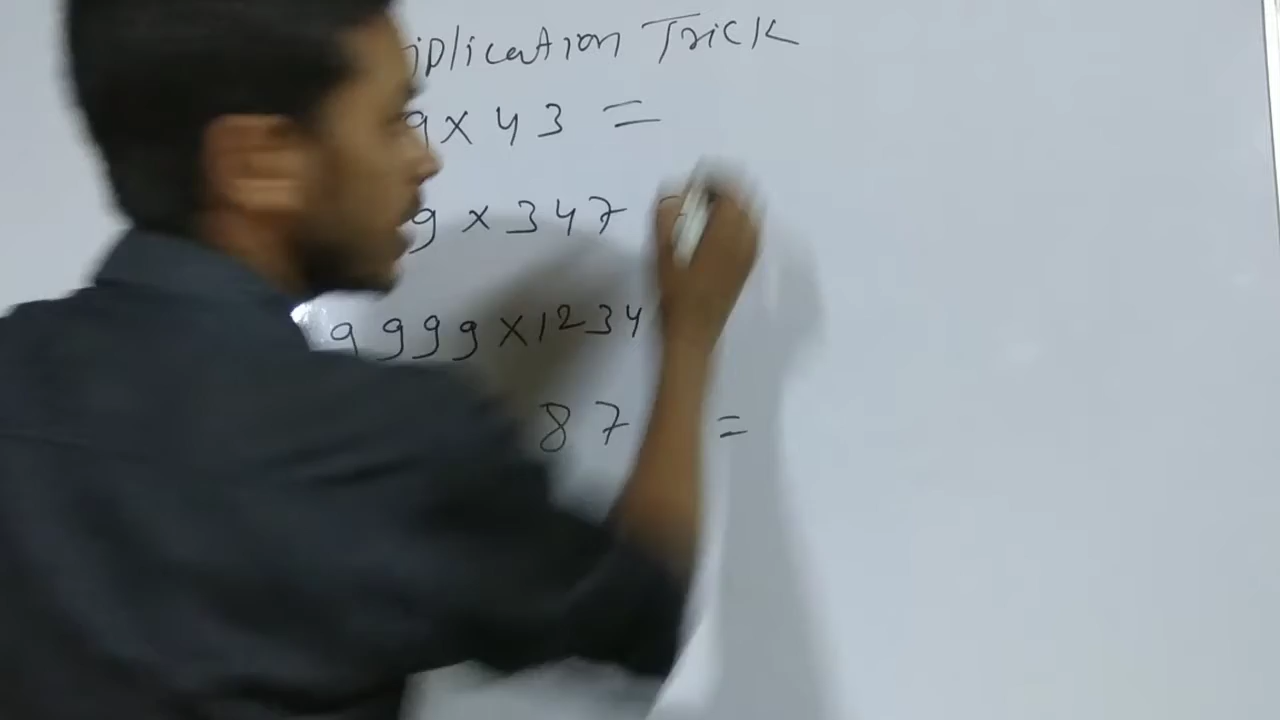 iplication Trick
9 x 43 =
9 x 347
9999 x 1234
87 =